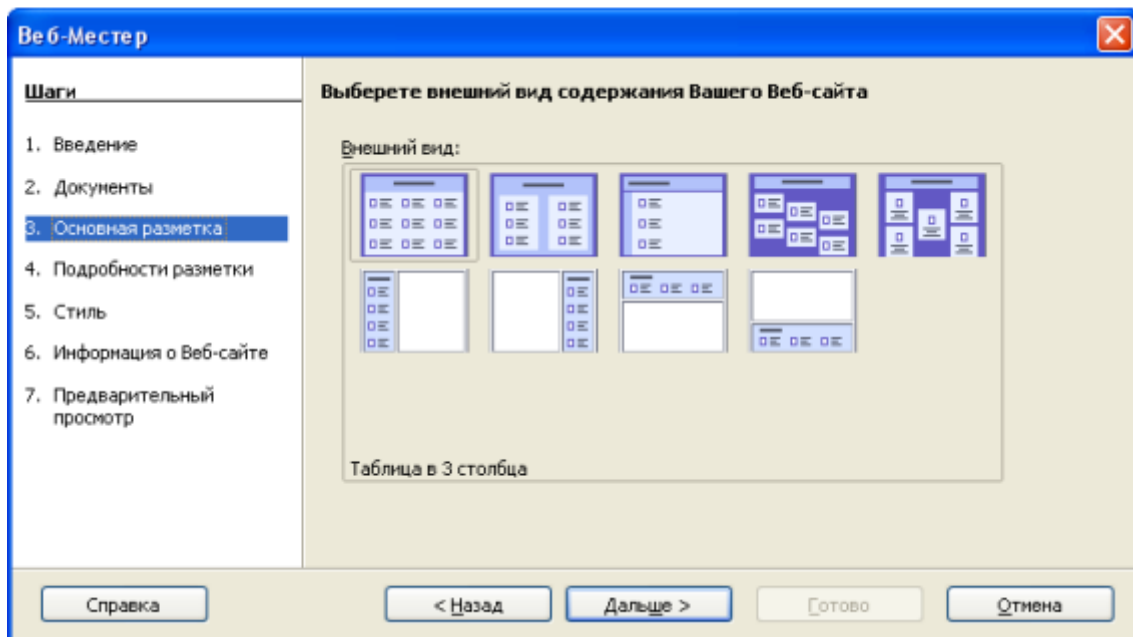 Веб-Местер
Шаги
1. Введение
2. Документы
3. Основная разметка
4. Подробности разметки
5. Стиль
6. Информация о Веб-сайте
7. Предварительный
просмотр
Выберете внешний вид содержания Вашего Веб-сайта
Внешний вид:
Таблица в 3 столбца
Справка
< Назад
Дальше >
Готово
Отмена